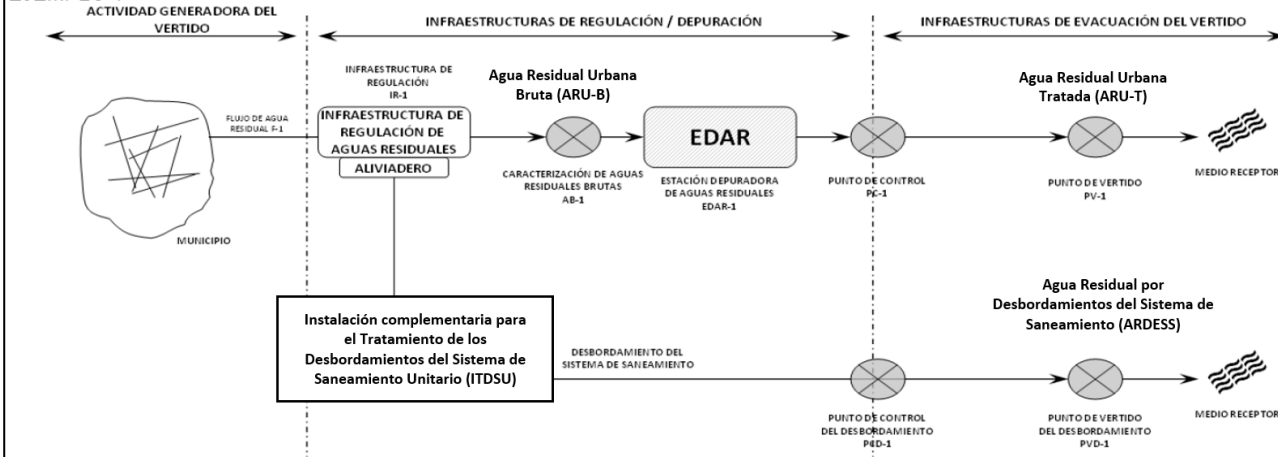 ACTIVIDAD GENERADORA DEL
VERTIDO
INFRAESTRUCTURAS DE REGULACIÓN / DEPURACIÓN
INFRAESTRUCTURAS DE EVACUACIÓN DEL VERTIDO
INFRAESTRUCTURA DE
REGULACIÓN
IR-1
Agua Residual Urbana
Bruta (ARU-B)
Agua Residual Urbana
Tratada (ARU-T)
FLUJO DE AGUA
RESIDUAL F-1
INFRAESTRUCTURA DE
REGULACIÓN DE
AGUAS RESIDUALES
ALIVIADERO
EDAR
CARACTERIZACIÓN DE AGUAS
RESIDUALES BRUTAS
AB-1
ESTACIÓN DEPURADORA
DE AGUAS RESIDUALES
EDAR-1
PUNTO DE CONTROL
PC-1
PUNTO DE VERTIDO
PV-1
MEDIO RECEPTOR
MUNICIPIO
Instalación complementaria para
el Tratamiento de los
Desbordamientos del Sistema de
Saneamiento Unitario (ITDSU)
DESBORDAMIENTO DEL
SISTEMA DE SANEAMIENTO
Agua Residual por
Desbordamientos del Sistema de
Saneamiento (ARDESS)
PUNTO DE CONTROL
DEL DESBORDAMIENTO
PCD-1
PUNTO DE VERTIDO
DEL DESBORDAMIENTO
PVD-1
MEDIO RECEPTOR